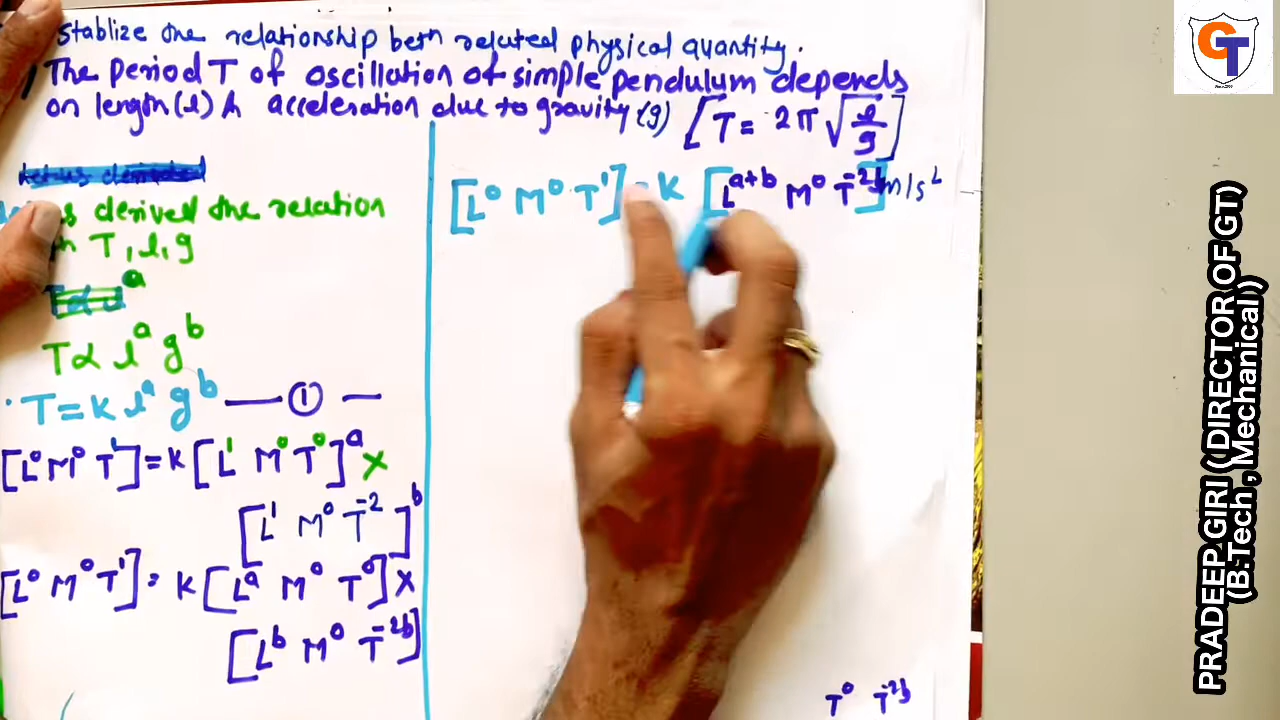 stablize the relationship betn related physical quantity.
The period T of oscillation of simple pendulum depends
on length (l) & acceleration due to gravity (g) [T = 2π √(l/g)]
s derived the relation
T, l, g
a
T ∝ l^a g^b
T = K l^a g^b —— ① —
[L⁰ M⁰ T¹] = K [L¹ M⁰ T⁰]^a ×
[L¹ M⁰ T⁻²]^b
[L⁰ M⁰ T¹] = K [L^a M⁰ T⁰] ×
[L^b M⁰ T^-2b]
[L⁰ M⁰ T¹] = K [L^a+b M⁰ T^-2b] m/s²
T⁰ T^-2b
GT
PRADEEP GIRI ( DIRECTOR OF GT)
(B.Tech , Mechanical )